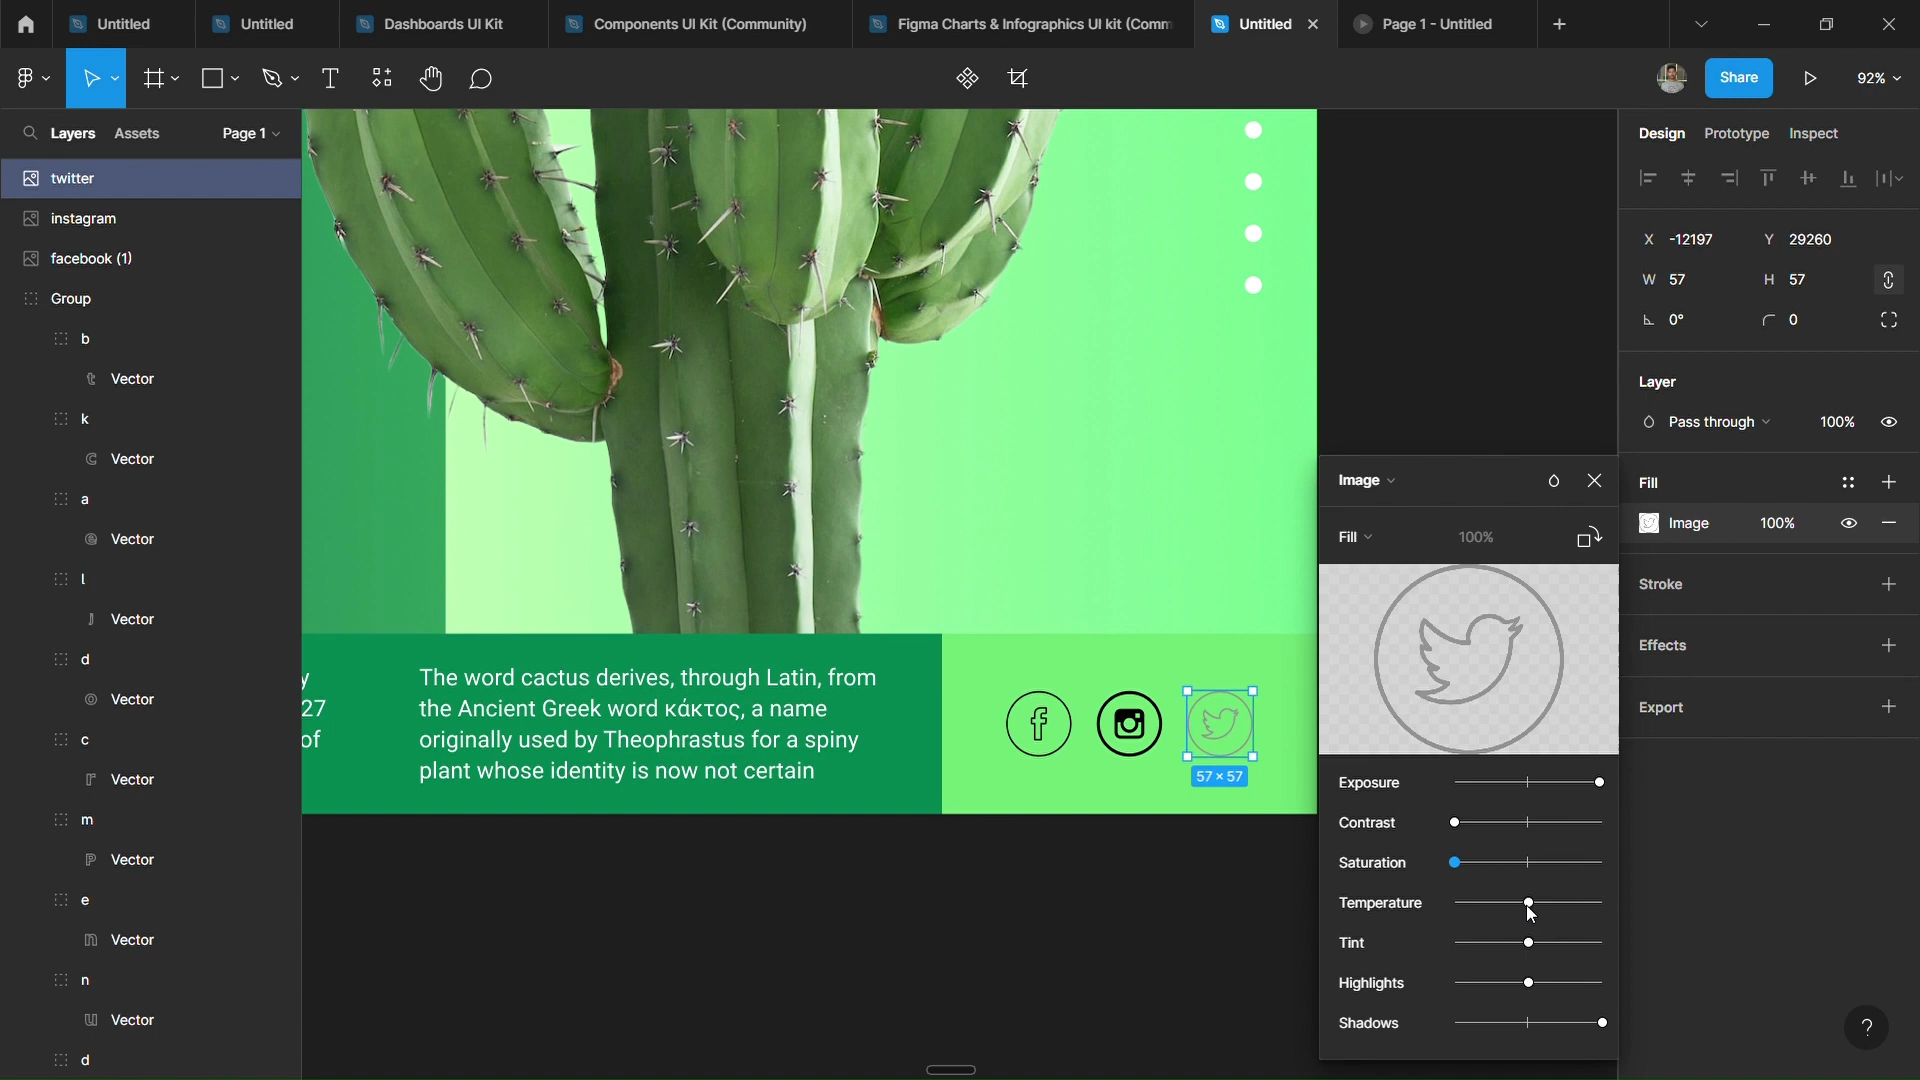 Untitled
Untitled
Dashboards UI Kit
Components UI Kit (Community)
Figma Charts & Infographics UI kit (Comm
Untitled
Page 1 - Untitled
Share
92%
Layers
Assets
Page 1
twitter
instagram
facebook (1)
Group
b
Vector
k
Vector
a
Vector
l
Vector
d
Vector
c
Vector
m
Vector
e
Vector
n
Vector
d
y
27
of
The word cactus derives, through Latin, from
the Ancient Greek word κάκτος, a name
originally used by Theophrastus for a spiny
plant whose identity is now not certain
57 × 57
Image
Fill
100%
Exposure
Contrast
Saturation
Temperature
Tint
Highlights
Shadows
Design
Prototype
Inspect
X -12197
Y 29260
W 57
H 57
0°
0
Layer
Pass through
100%
Fill
Image
100%
Stroke
Effects
Export
?